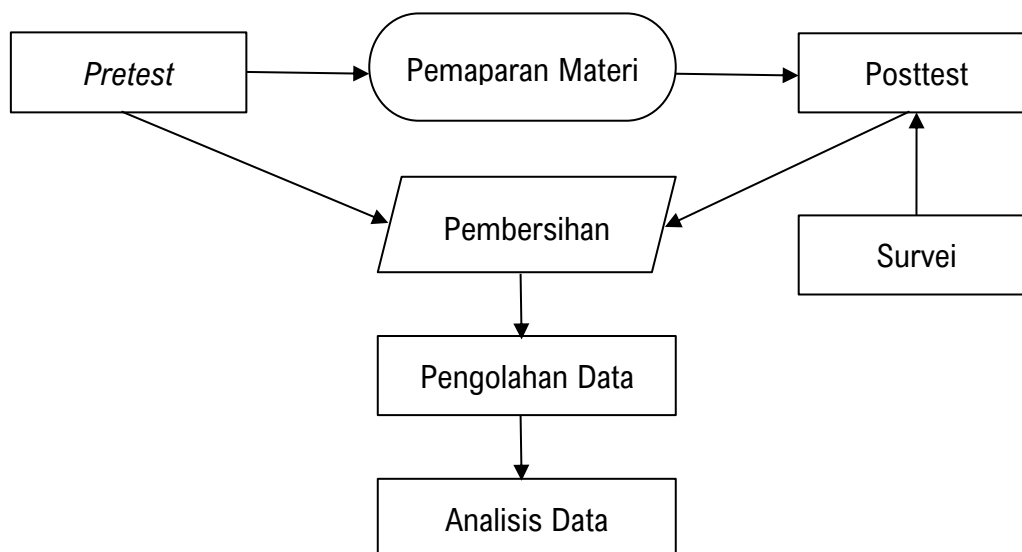 Pretest
Pemaparan Materi
Posttest
Pembersihan
Survei
Pengolahan Data
Analisis Data